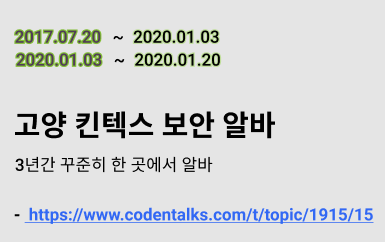 2017.07.20 ~ 2020.01.03
2020.01.03 ~ 2020.01.20
고양 킨텍스 보안 알바
3년간 꾸준히 한 곳에서 알바
- https://www.codentalks.com/t/topic/1915/15